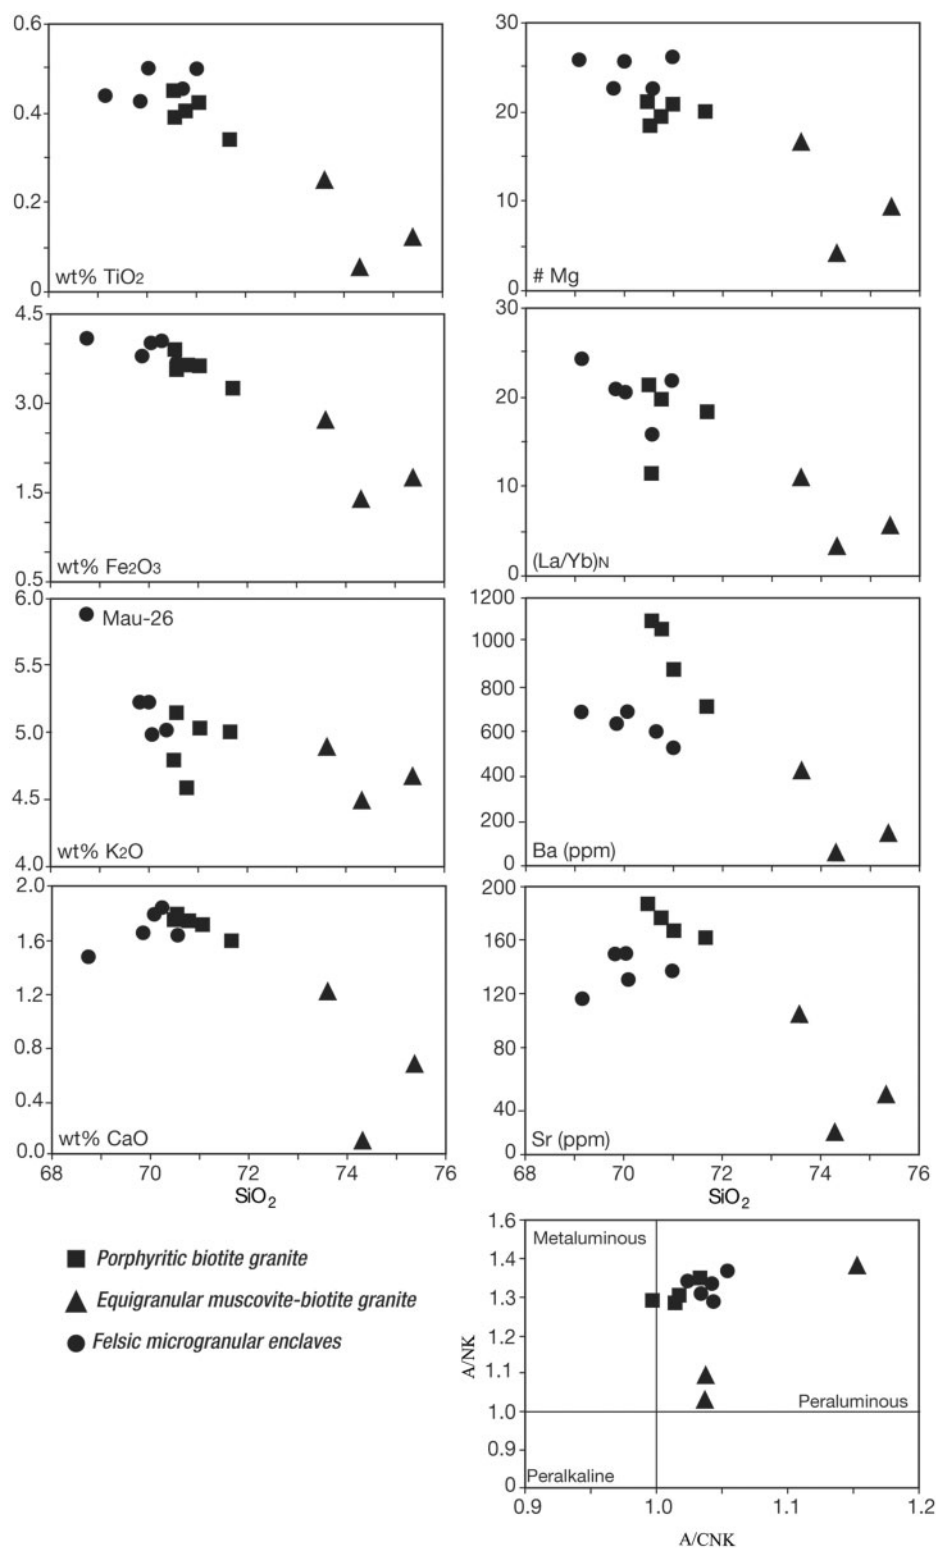 0.6
0.4
0.2
0
wt% TiO2
30
20
10
0
# Mg
4.5
3.0
1.5
0.5
wt% Fe2O3
30
20
10
0
(La/Yb)N
6.0
5.5
5.0
4.5
4.0
Mau-26
wt% K2O
1200
1000
800
600
400
200
0
Ba (ppm)
2.0
1.6
1.2
0.8
0.4
0.0
wt% CaO
68 70 72 74 76
SiO2
200
160
120
80
40
0
Sr (ppm)
68 70 72 74 76
SiO2
Porphyritic biotite granite
Equigranular muscovite-biotite granite
Felsic microgranular enclaves
1.6
1.4
1.3
1.2
1.1
1.0
0.9
0
A/NK
Metaluminous
Peraluminous
Peralkaline
0.9 1.0 1.1 1.2
A/CNK